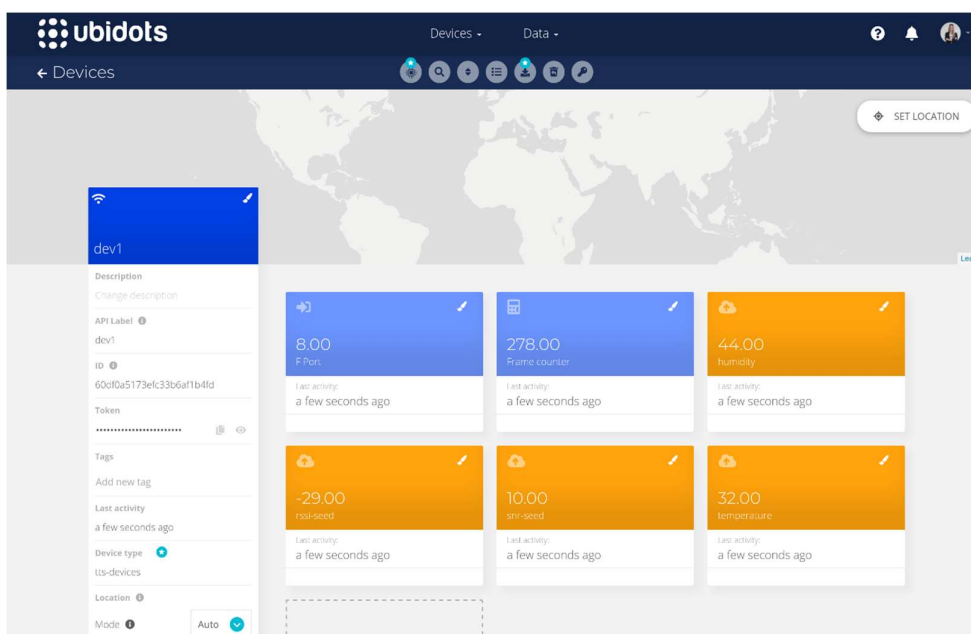 ubidots
Devices
Data
Devices
SET LOCATION
dev1
Description
Change description
API Label
dev1
ID
60df0a5173efc33b6af1b4fd
Token
Tags
Add new tag
Last activity
a few seconds ago
Device type
tts-devices
Location
Mode
Auto
8.00
F Port
Last activity:
a few seconds ago
278.00
Frame counter
Last activity:
a few seconds ago
44.00
humidity
Last activity:
a few seconds ago
-29.00
rssi-seed
Last activity:
a few seconds ago
10.00
snr-seed
Last activity:
a few seconds ago
32.00
temperature
Last activity:
a few seconds ago